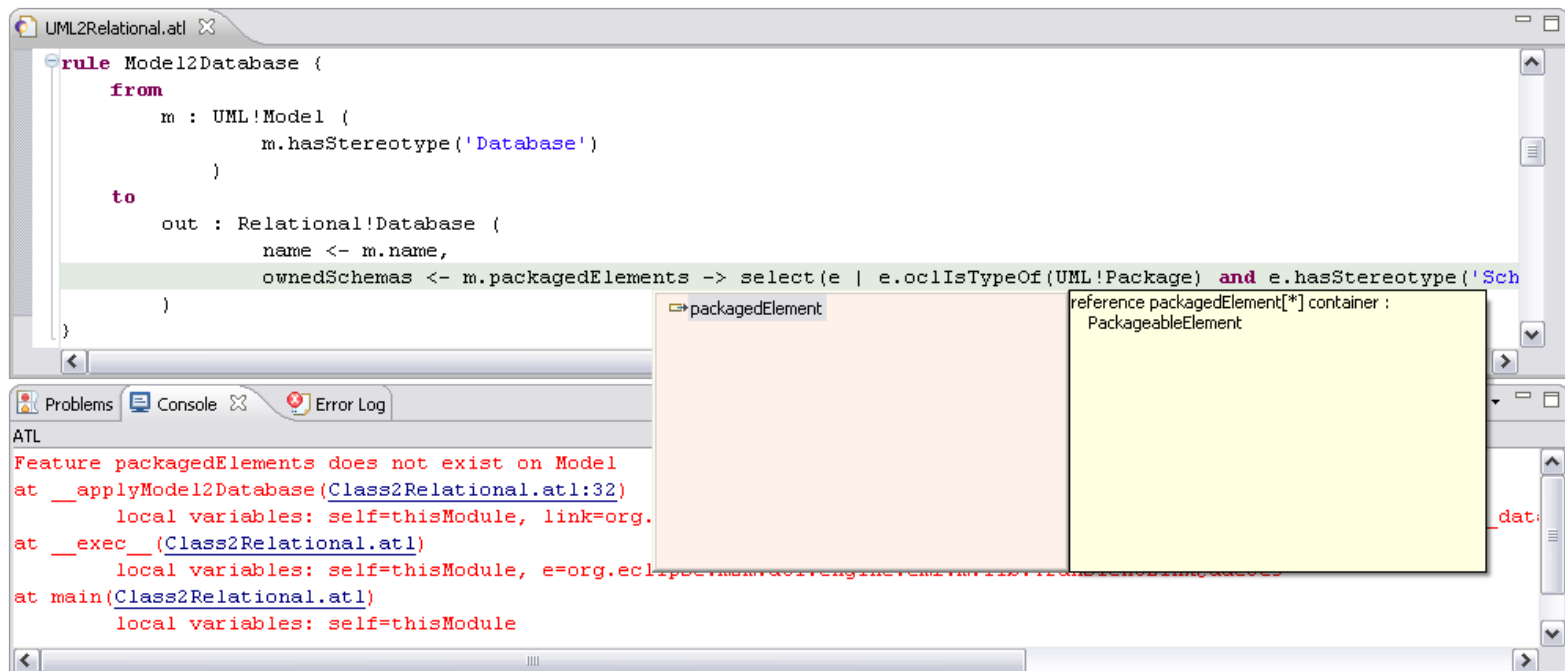 UML2Relational.atl
rule Model2Database {
from
m : UML!Model (
m.hasStereotype('Database')
)
to
out : Relational!Database (
name <- m.name,
ownedSchemas <- m.packagedElements -> select(e | e.oclIsTypeOf(UML!Package) and e.hasStereotype('Sch
)
}
packagedElement
reference packagedElement[*] container :
PackageableElement
Problems Console Error Log
ATL
Feature packagedElements does not exist on Model
at __applyModel2Database(Class2Relational.atl:32)
local variables: self=thisModule, link=org.
at __exec__(Class2Relational.atl)
local variables: self=thisModule,
at main(Class2Relational.atl)
local variables: self=thisModule